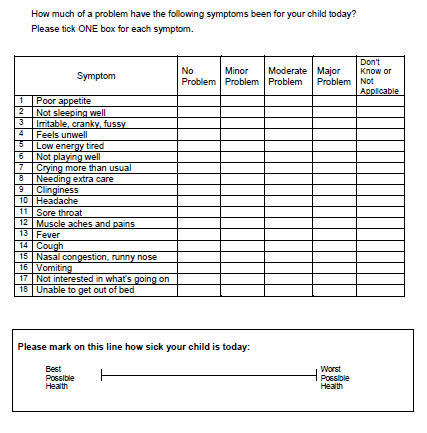 How much of a problem have the following symptoms been for your child today?
Please tick ONE box for each symptom.
Symptom
No Problem
Minor Problem
Moderate Problem
Major Problem
Don't Know or Not Applicable
1 Poor appetite
2 Not sleeping well
3 Irritable, cranky, fussy
4 Feels unwell
5 Low energy tired
6 Not playing well
7 Crying more than usual
8 Needing extra care
9 Clinginess
10 Headache
11 Sore throat
12 Muscle aches and pains
13 Fever
14 Cough
15 Nasal congestion, runny nose
16 Vomiting
17 Not interested in what's going on
18 Unable to get out of bed
Please mark on this line how sick your child is today:
Best Possible Health
Worst Possible Health